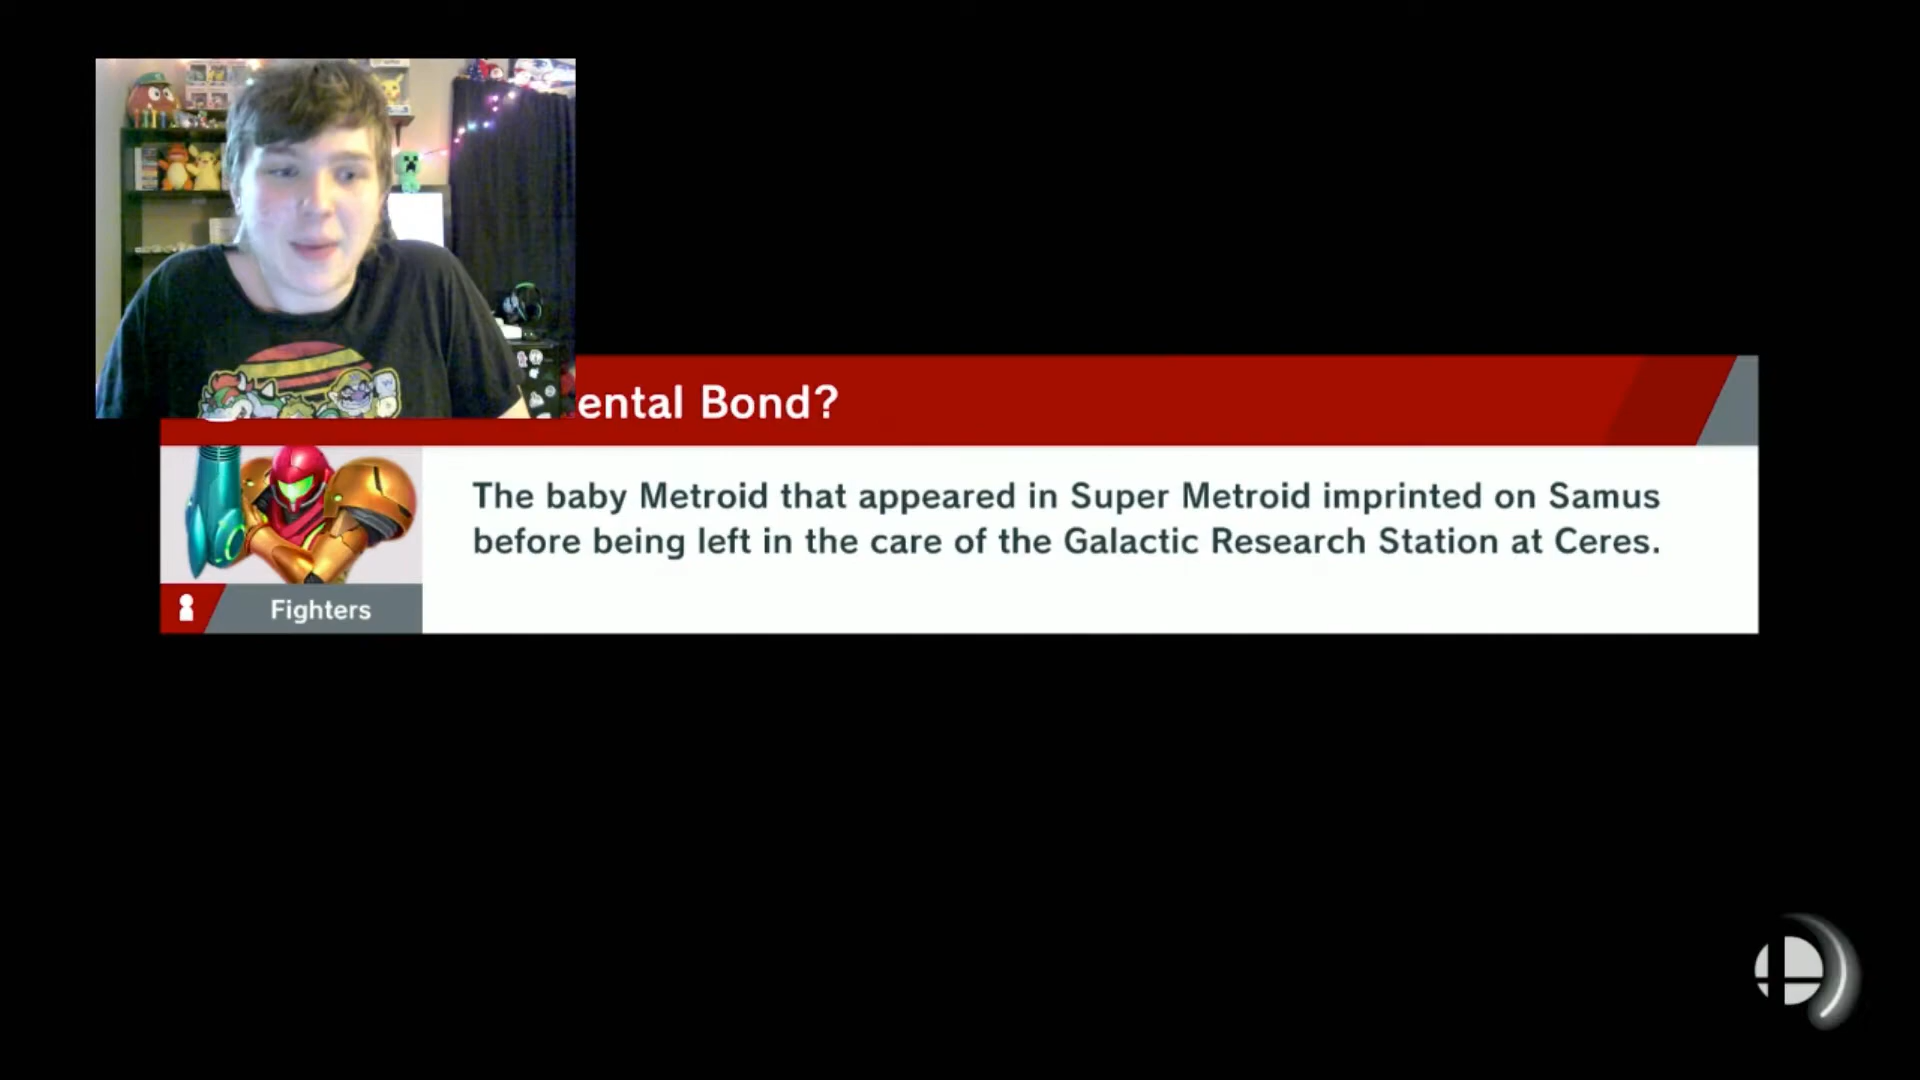 ental Bond?
The baby Metroid that appeared in Super Metroid imprinted on Samus
before being left in the care of the Galactic Research Station at Ceres.
Fighters